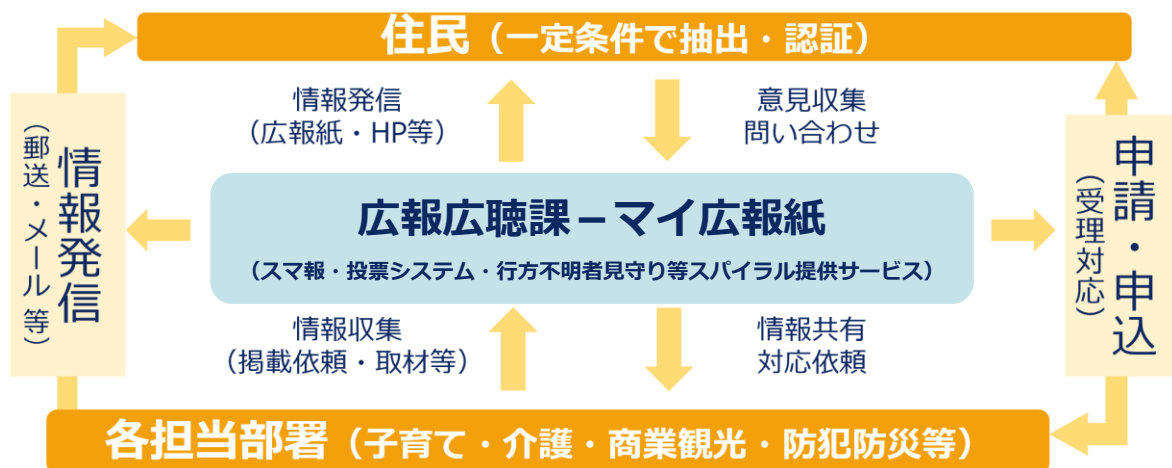 住民（一定条件で抽出・認証）
情報発信
（広報紙・HP等）
意見収集
問い合わせ
情報発信
（郵送・メール等）
申請・申込
（受理対応）
広報広聴課－マイ広報紙
（スマ報・投票システム・行方不明者見守り等スパイラル提供サービス）
情報収集
（掲載依頼・取材等）
情報共有
対応依頼
各担当部署（子育て・介護・商業観光・防犯防災等）